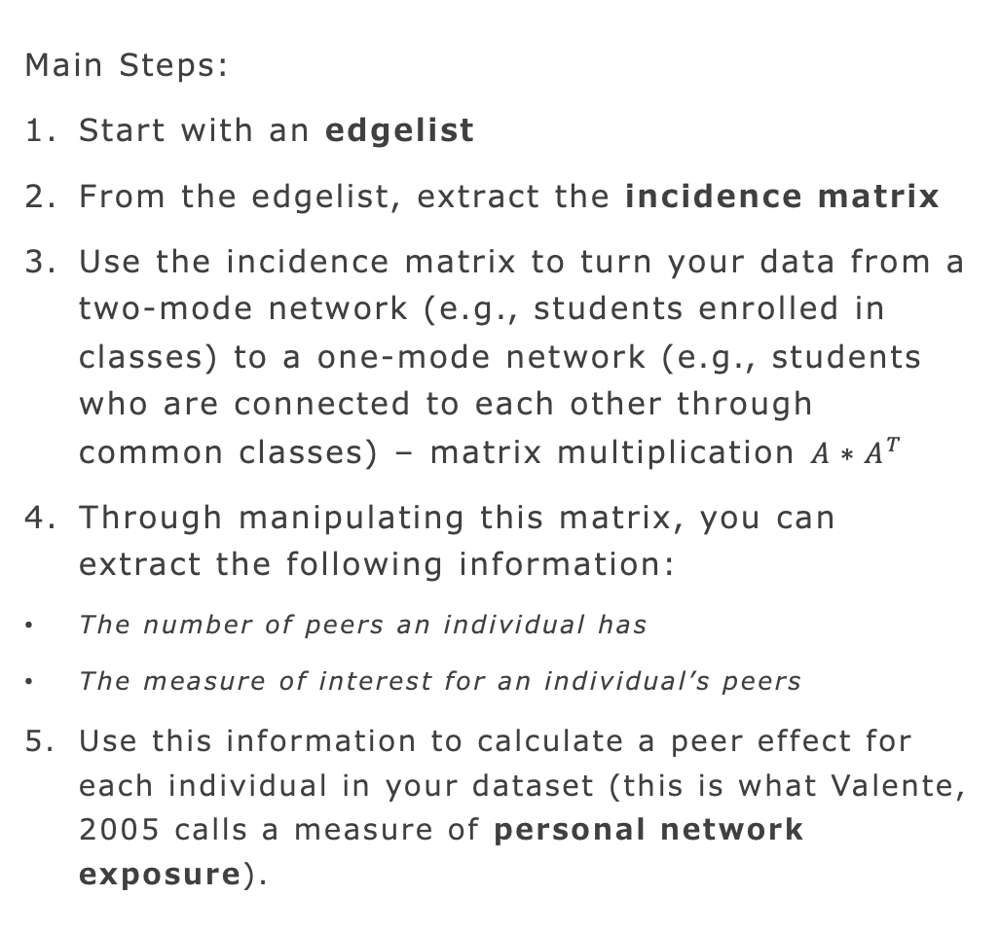 Main Steps:
1. Start with an edgelist
2. From the edgelist, extract the incidence matrix
3. Use the incidence matrix to turn your data from a
two-mode network (e.g., students enrolled in
classes) to a one-mode network (e.g., students
who are connected to each other through
common classes) – matrix multiplication A * Aᵀ
4. Through manipulating this matrix, you can
extract the following information:
• The number of peers an individual has
• The measure of interest for an individual’s peers
5. Use this information to calculate a peer effect for
each individual in your dataset (this is what Valente,
2005 calls a measure of personal network
exposure).